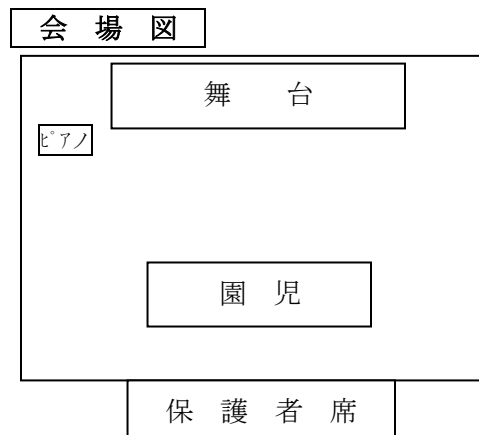 会 場 図
舞 台
ピアノ
園 児
保 護 者 席